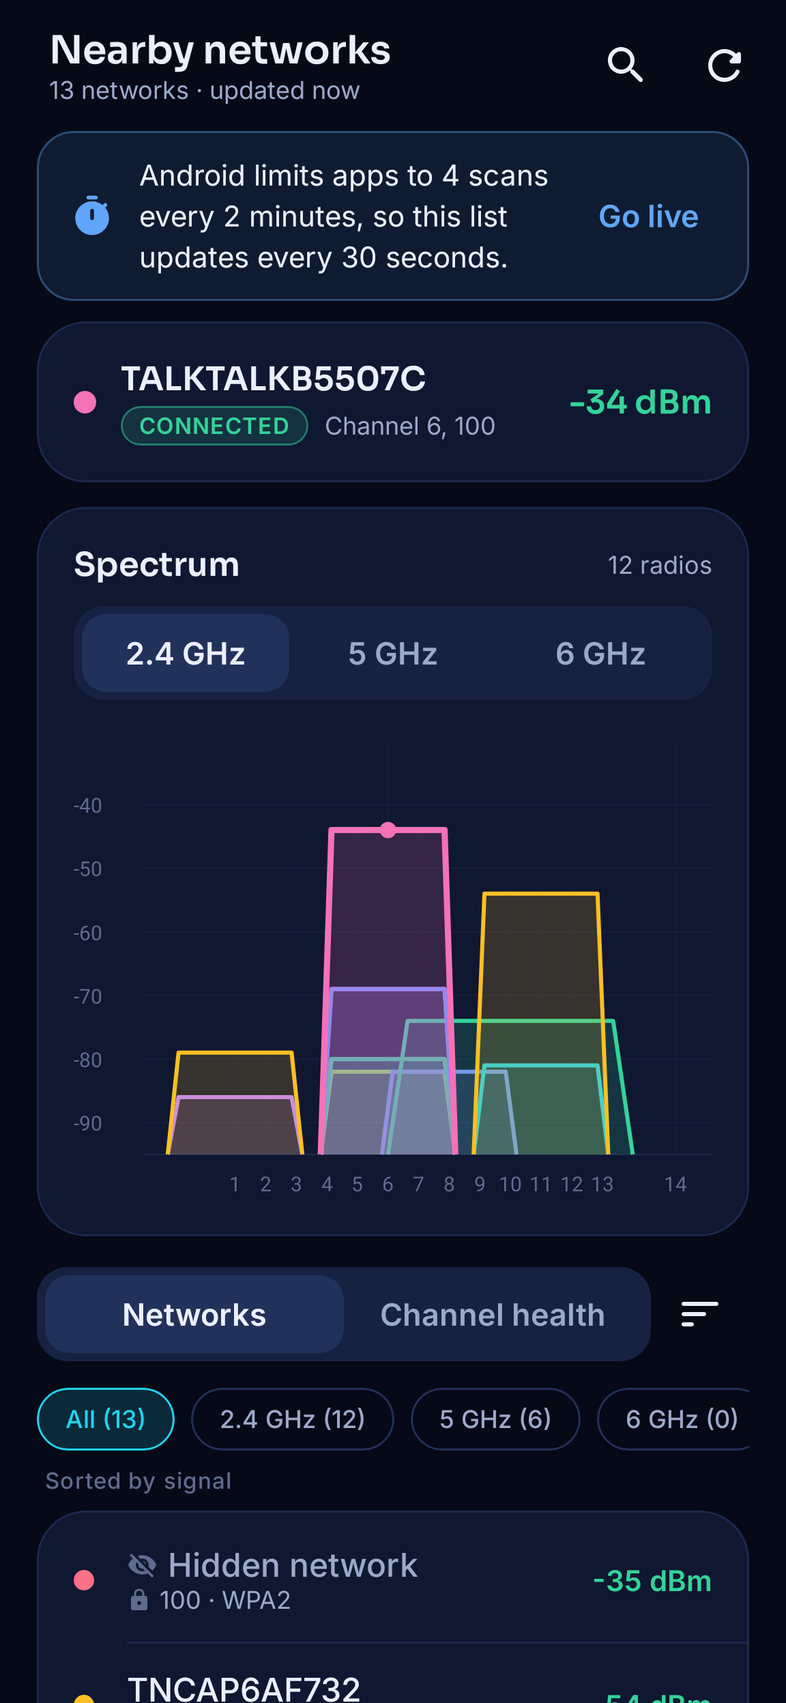 Nearby networks
13 networks · updated now
Android limits apps to 4 scans
every 2 minutes, so this list
updates every 30 seconds.
Go live
TALKTALKB5507C
CONNECTED
Channel 6, 100
-34 dBm
Spectrum
12 radios
2.4 GHz
5 GHz
6 GHz
-40
-50
-60
-70
-80
-90
1 2 3 4 5 6 7 8 9 10 11 12 13 14
Networks
Channel health
All (13)
2.4 GHz (12)
5 GHz (6)
6 GHz (0)
Sorted by signal
Hidden network
100 · WPA2
-35 dBm
TNCAP6AF732
-54 dBm